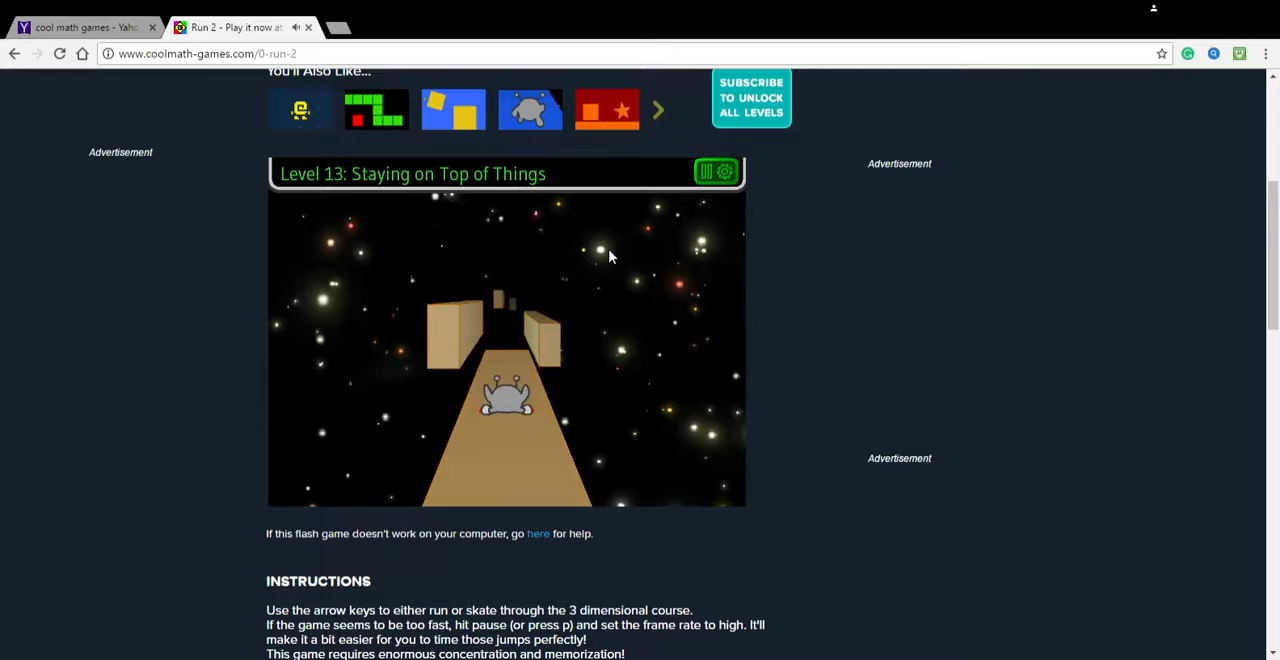 cool math games - Yaho
Run 2 - Play it now at
www.coolmath-games.com/0-run-2
You'll Also Like...
SUBSCRIBE
TO UNLOCK
ALL LEVELS
Advertisement
Advertisement
Level 13: Staying on Top of Things
Advertisement
If this flash game doesn't work on your computer, go here for help.
INSTRUCTIONS
Use the arrow keys to either run or skate through the 3 dimensional course.
If the game seems to be too fast, hit pause (or press p) and set the frame rate to high. It'll
make it a bit easier for you to time those jumps perfectly!
This game requires enormous concentration and memorization!